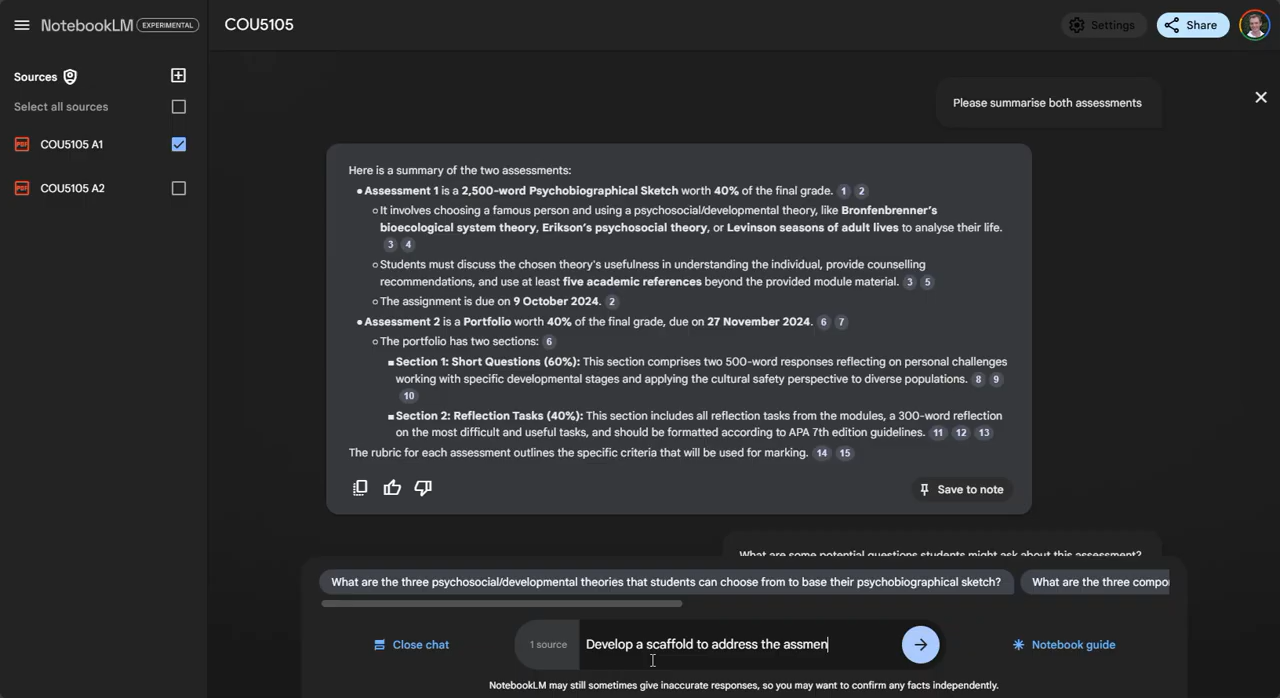 NotebookLM EXPERIMENTAL
COU5105
Settings
Share
Sources
Select all sources
PDF COU5105 A1
PDF COU5105 A2
Please summarise both assessments
Here is a summary of the two assessments:
• Assessment 1 is a 2,500-word Psychobiographical Sketch worth 40% of the final grade. 1 2
○ It involves choosing a famous person and using a psychosocial/developmental theory, like Bronfenbrenner's
bioecological system theory, Erikson's psychosocial theory, or Levinson seasons of adult lives to analyse their life.
3 4
○ Students must discuss the chosen theory's usefulness in understanding the individual, provide counselling
recommendations, and use at least five academic references beyond the provided module material. 3 5
○ The assignment is due on 9 October 2024. 2
• Assessment 2 is a Portfolio worth 40% of the final grade, due on 27 November 2024. 6 7
○ The portfolio has two sections: 6
■ Section 1: Short Questions (60%): This section comprises two 500-word responses reflecting on personal challenges
working with specific developmental stages and applying the cultural safety perspective to diverse populations. 8 9
10
■ Section 2: Reflection Tasks (40%): This section includes all reflection tasks from the modules, a 300-word reflection
on the most difficult and useful tasks, and should be formatted according to APA 7th edition guidelines. 11 12 13
The rubric for each assessment outlines the specific criteria that will be used for marking. 14 15
Save to note
What are some potential questions students might ask about this assessment?
What are the three psychosocial/developmental theories that students can choose from to base their psychobiographical sketch?
What are the three compo
Close chat
1 source
Develop a scaffold to address the assmen
Notebook guide
NotebookLM may still sometimes give inaccurate responses, so you may want to confirm any facts independently.